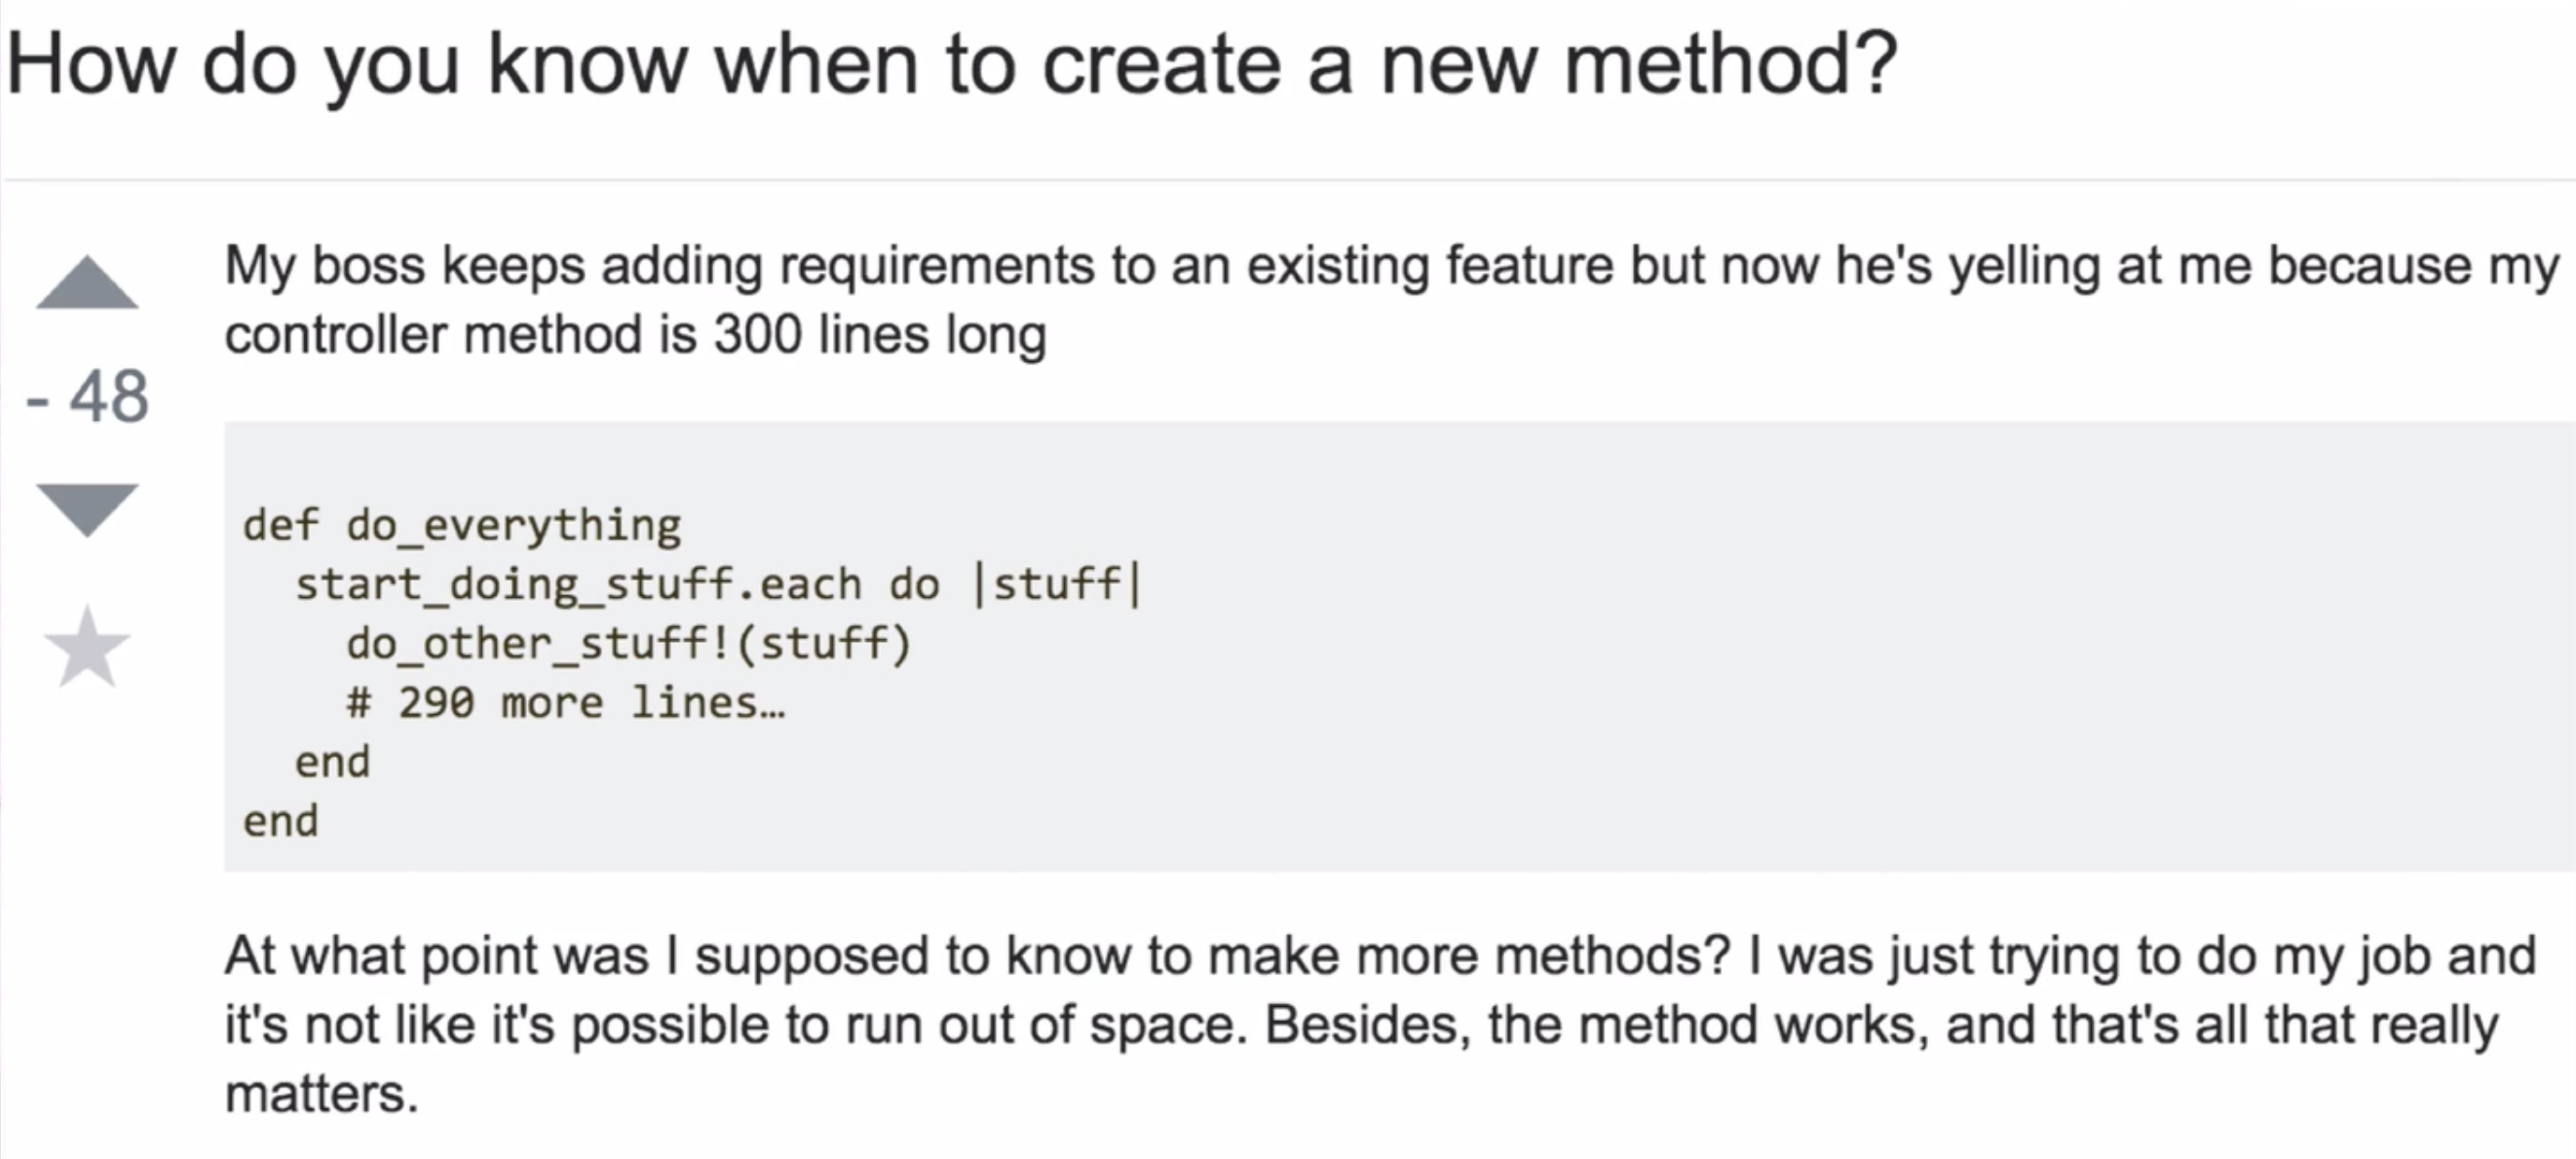 How do you know when to create a new method?
My boss keeps adding requirements to an existing feature but now he's yelling at me because my
controller method is 300 lines long
- 48
def do_everything
  start_doing_stuff.each do |stuff|
    do_other_stuff!(stuff)
    # 290 more lines…
  end
end
At what point was I supposed to know to make more methods? I was just trying to do my job and
it's not like it's possible to run out of space. Besides, the method works, and that's all that really
matters.